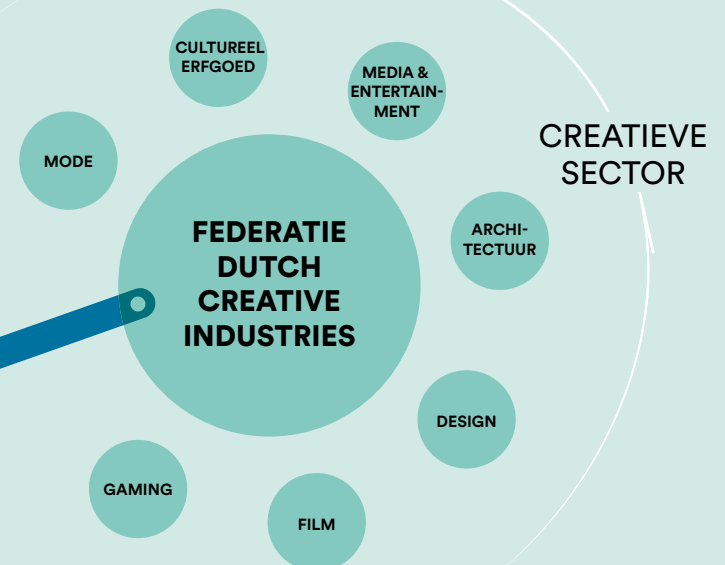 CULTUREEL
ERFGOED
MEDIA &
ENTERTAIN-
MENT
CREATIEVE
SECTOR
MODE
ARCHI-
TECTUUR
FEDERATIE
DUTCH
CREATIVE
INDUSTRIES
DESIGN
GAMING
FILM